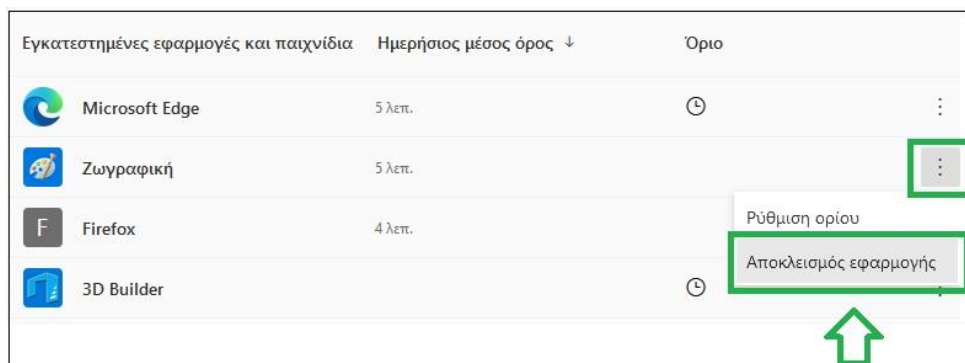 Εγκατεστημένες εφαρμογές και παιχνίδια Ημερήσιος μέσος όρος ↓ Όριο
Microsoft Edge 5 λεπ.
Ζωγραφική 5 λεπ.
Ρύθμιση ορίου
F Firefox 4 λεπ.
Αποκλεισμός εφαρμογής
3D Builder